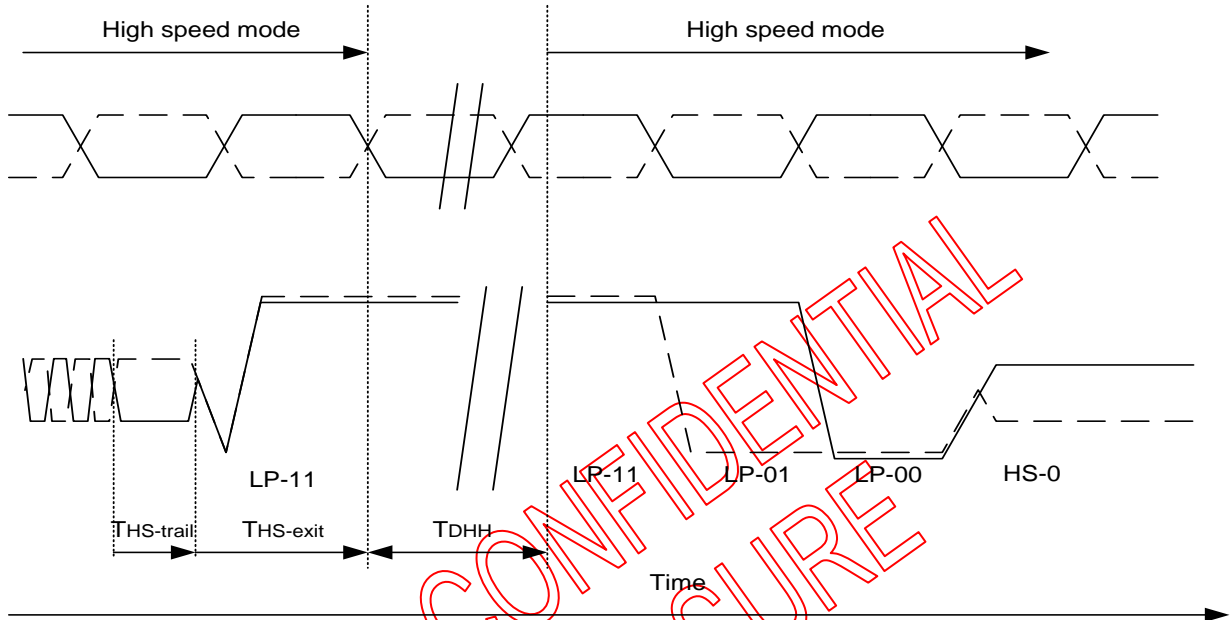 High speed mode
High speed mode
LP-11
LP-11
LP-01
LP-00
HS-0
THS-trail
THS-exit
TDHH
Time
CONFIDENTIAL
SURE